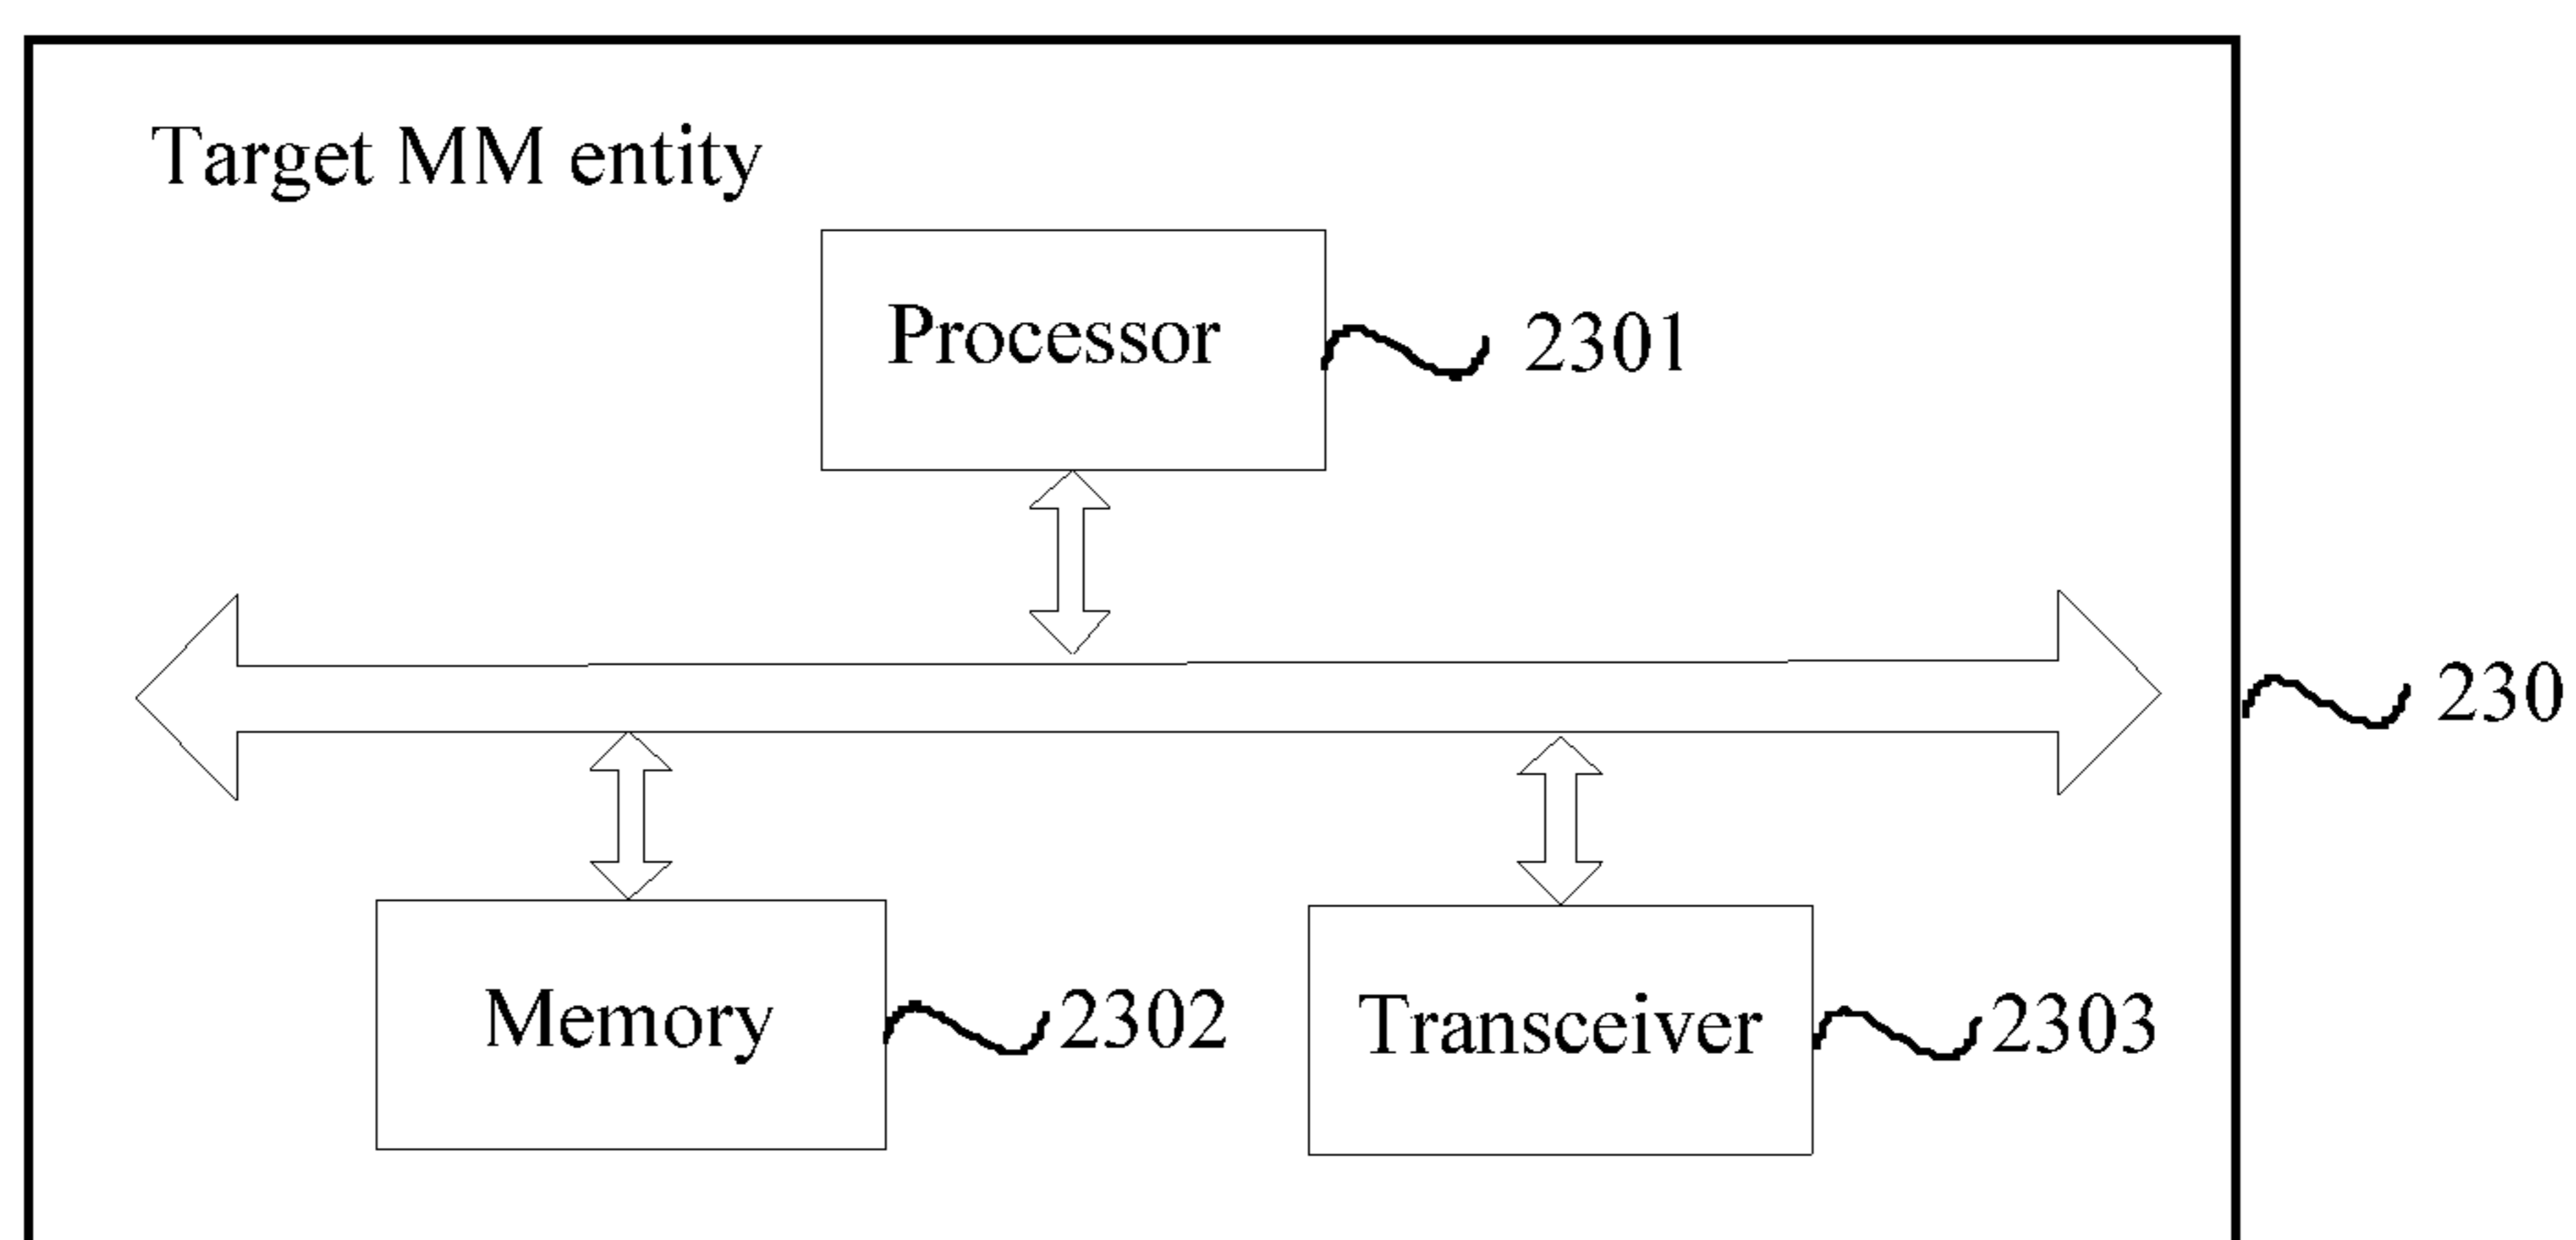 Target MM entity
Processor
2301
230
Memory
2302
Transceiver
2303